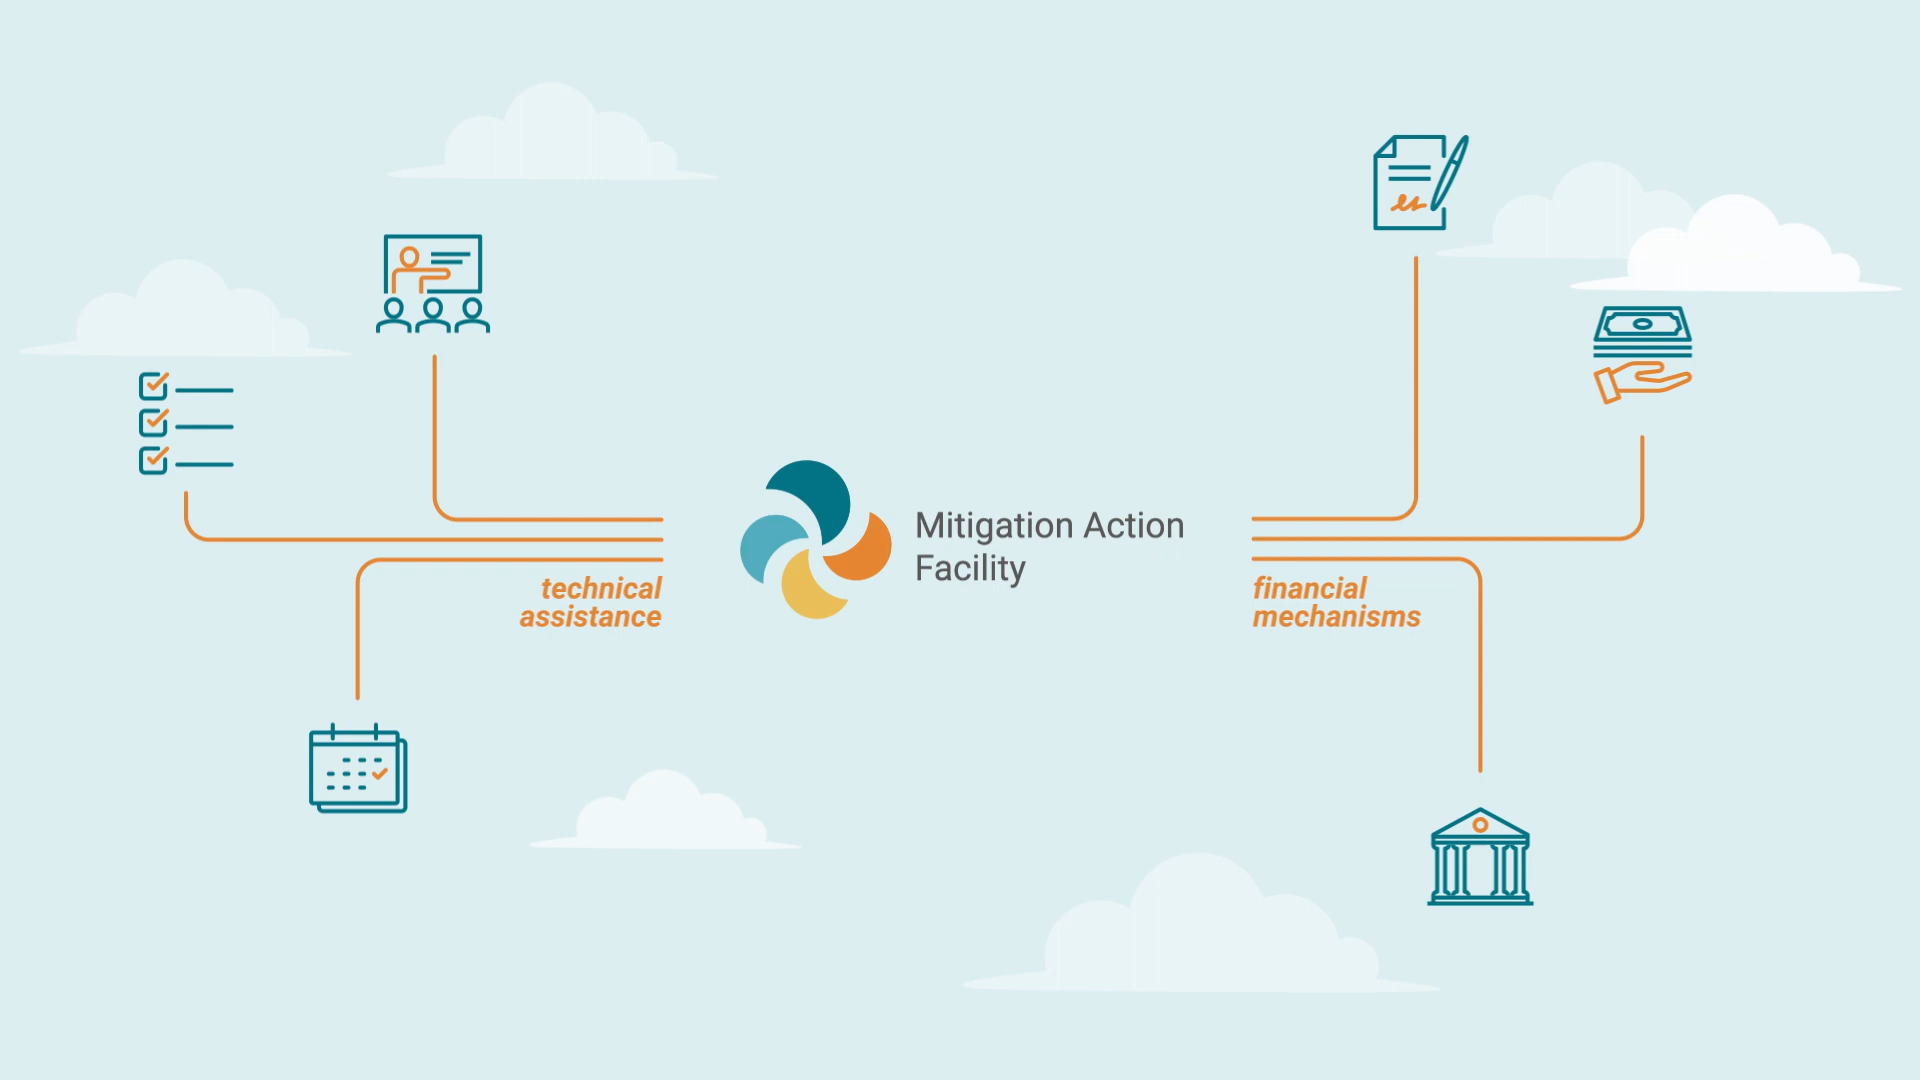 Mitigation Action
Facility
technical
assistance
financial
mechanisms